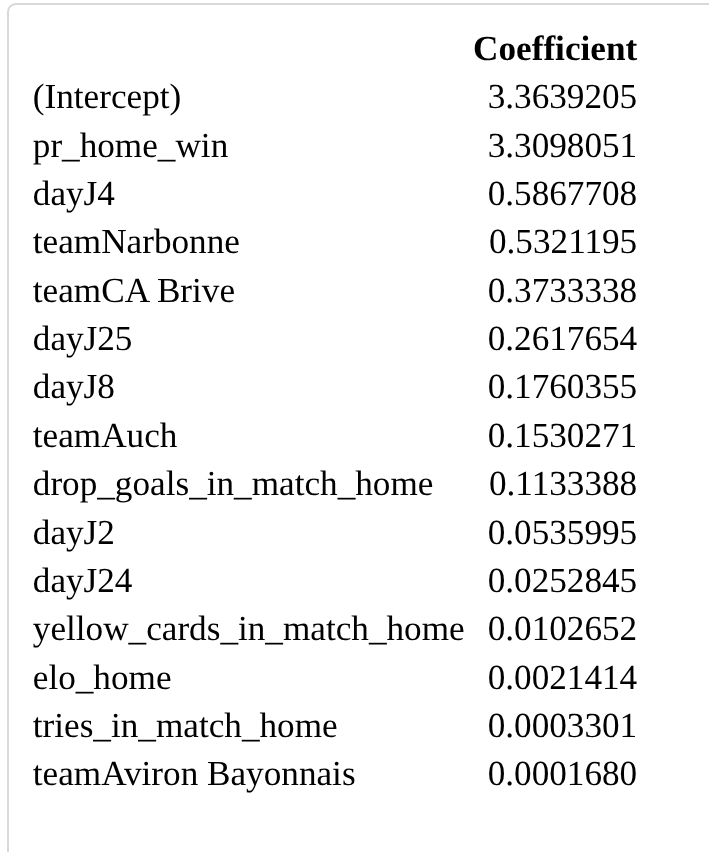 Coefficient
(Intercept) 3.3639205
pr_home_win 3.3098051
dayJ4 0.5867708
teamNarbonne 0.5321195
teamCA Brive 0.3733338
dayJ25 0.2617654
dayJ8 0.1760355
teamAuch 0.1530271
drop_goals_in_match_home 0.1133388
dayJ2 0.0535995
dayJ24 0.0252845
yellow_cards_in_match_home 0.0102652
elo_home 0.0021414
tries_in_match_home 0.0003301
teamAviron Bayonnais 0.0001680